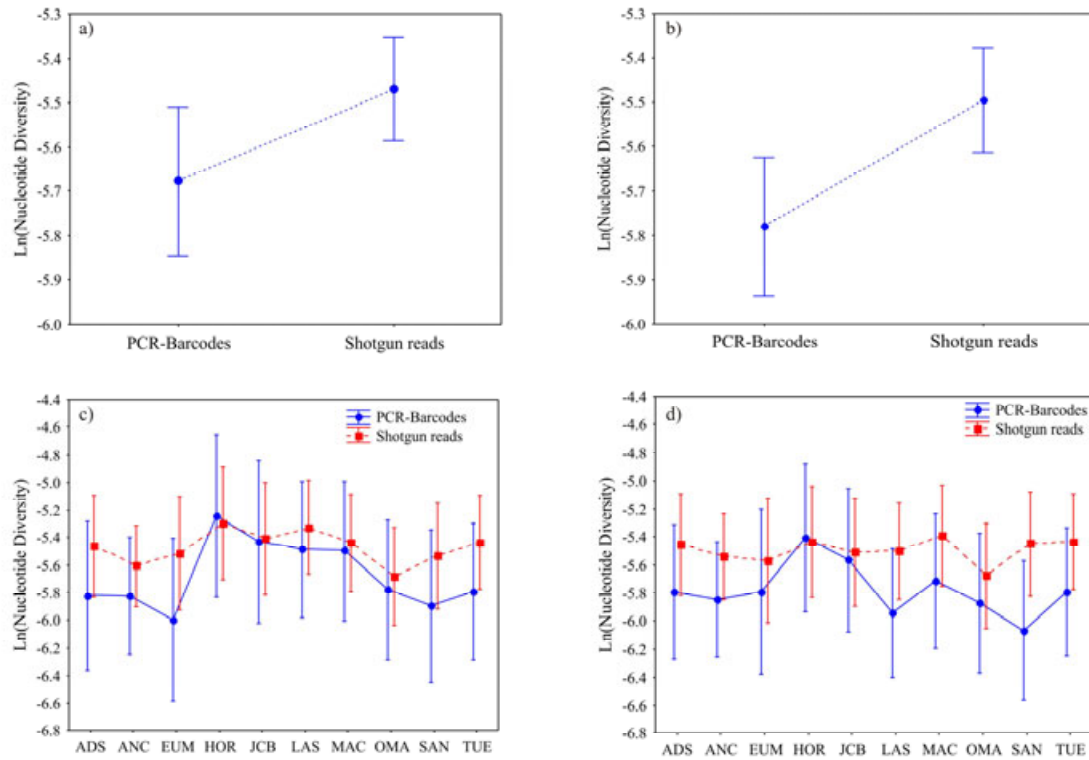 a)
Ln(Nucleotide Diversity)
-5.3
-5.4
-5.5
-5.6
-5.7
-5.8
-5.9
-6.0
PCR-Barcodes Shotgun reads
b)
Ln(Nucleotide Diversity)
-5.3
-5.4
-5.5
-5.6
-5.7
-5.8
-5.9
-6.0
PCR-Barcodes Shotgun reads
c)
PCR-Barcodes
Shotgun reads
Ln(Nucleotide Diversity)
-4.4
-4.6
-4.8
-5.0
-5.2
-5.4
-5.6
-5.8
-6.0
-6.2
-6.4
-6.6
-6.8
ADS ANC EUM HOR JCB LAS MAC OMA SAN TUE
d)
PCR-Barcodes
Shotgun reads
Ln(Nucleotide Diversity)
-4.4
-4.6
-4.8
-5.0
-5.2
-5.4
-5.6
-5.8
-6.0
-6.2
-6.4
-6.6
-6.8
ADS ANC EUM HOR JCB LAS MAC OMA SAN TUE